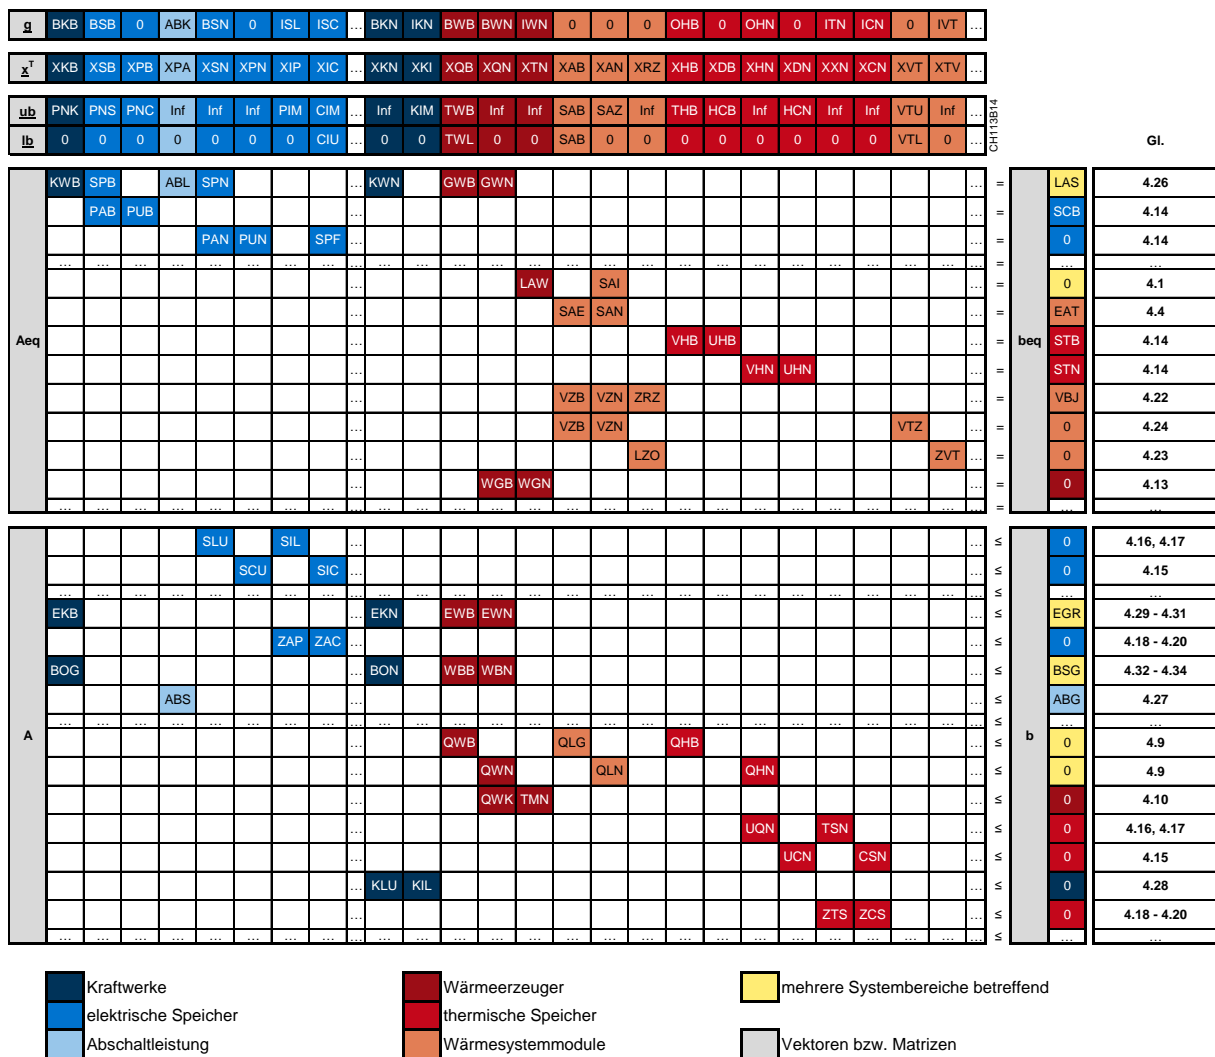 g BKB BSB 0 ABK BSN 0 ISL ISC ... BKN IKN BWB BWN IWN 0 0 0 OHB 0 OHN 0 ITN ICN 0 IVT ...
x^T XKB XSB XPB XPA XSN XPN XIP XIC ... XKN XKI XQB XQN XTN XAB XAN XRZ XHB XDB XHN XDN XXN XCN XVT XTV ...
ub PNK PNS PNC Inf Inf Inf PIM CIM ... Inf KIM TWB Inf Inf SAB SAZ Inf THB HCB Inf HCN Inf Inf VTU Inf ...
lb 0 0 0 0 0 0 0 CIU ... 0 0 TWL 0 0 SAB 0 0 0 0 0 0 0 0 VTL 0 ...
CH113B14
Gl.
KWB SPB ABL SPN ... KWN GWB GWN ... = LAS 4.26
PAB PUB ... ... = SCB 4.14
PAN PUN SPF ... ... = 0 4.14
... ... ... ... ... ... ... ... ... ... ... ... ... ... ... ... ... ... ... ... ... ... ... ... ... ... = ... ...
... LAW SAI ... = 0 4.1
... SAE SAN ... = EAT 4.4
Aeq ... VHB UHB ... = beq STB 4.14
... VHN UHN ... = STN 4.14
... VZB VZN ZRZ ... = VBJ 4.22
... VZB VZN VTZ ... = 0 4.24
... LZO ZVT ... = 0 4.23
... WGB WGN ... = 0 4.13
... ... ... ... ... ... ... ... ... ... ... ... ... ... ... ... ... ... ... ... ... ... ... ... ... ... = ... ...
SLU SIL ... ... ≤ 0 4.16, 4.17
SCU SIC ... ... ≤ 0 4.15
... ... ... ... ... ... ... ... ... ... ... ... ... ... ... ... ... ... ... ... ... ... ... ... ... ... ≤ ... ...
EKB ... EKN EWB EWN ... ≤ EGR 4.29 - 4.31
ZAP ZAC ... ... ≤ 0 4.18 - 4.20
BOG ... BON WBB WBN ... ≤ BSG 4.32 - 4.34
ABS ... ... ≤ ABG 4.27
... ... ... ... ... ... ... ... ... ... ... ... ... ... ... ... ... ... ... ... ... ... ... ... ... ... ≤ ... ...
A ... QWB QLG QHB ... ≤ b 0 4.9
... QWN QLN QHN ... ≤ 0 4.9
... QWK TMN ... ≤ 0 4.10
... UQN TSN ... ≤ 0 4.16, 4.17
... UCN CSN ... ≤ 0 4.15
... KLU KIL ... ≤ 0 4.28
... ZTS ZCS ... ≤ 0 4.18 - 4.20
... ... ... ... ... ... ... ... ... ... ... ... ... ... ... ... ... ... ... ... ... ... ... ... ... ... ≤ ... ...
Kraftwerke Wärmeerzeuger mehrere Systembereiche betreffend
elektrische Speicher thermische Speicher
Abschaltleistung Wärmesystemmodule Vektoren bzw. Matrizen